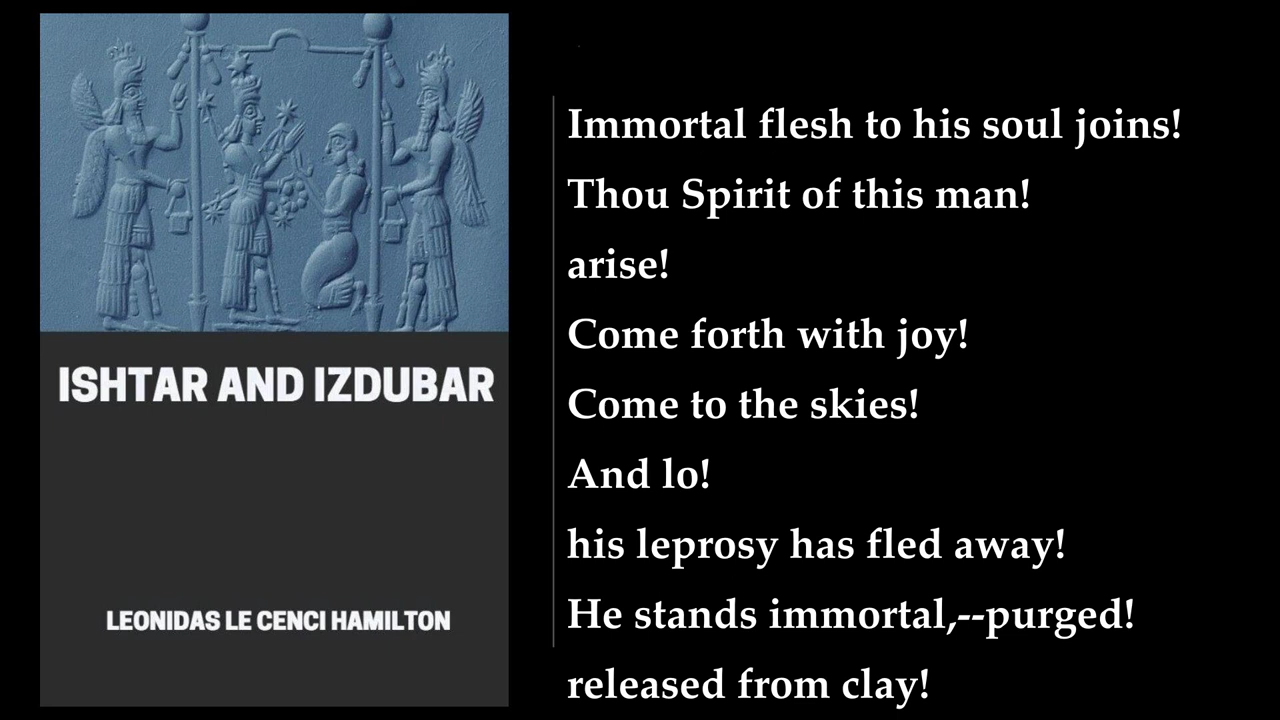 ISHTAR AND IZDUBAR
LEONIDAS LE CENCI HAMILTON
Immortal flesh to his soul joins!
Thou Spirit of this man!
arise!
Come forth with joy!
Come to the skies!
And lo!
his leprosy has fled away!
He stands immortal,--purged!
released from clay!